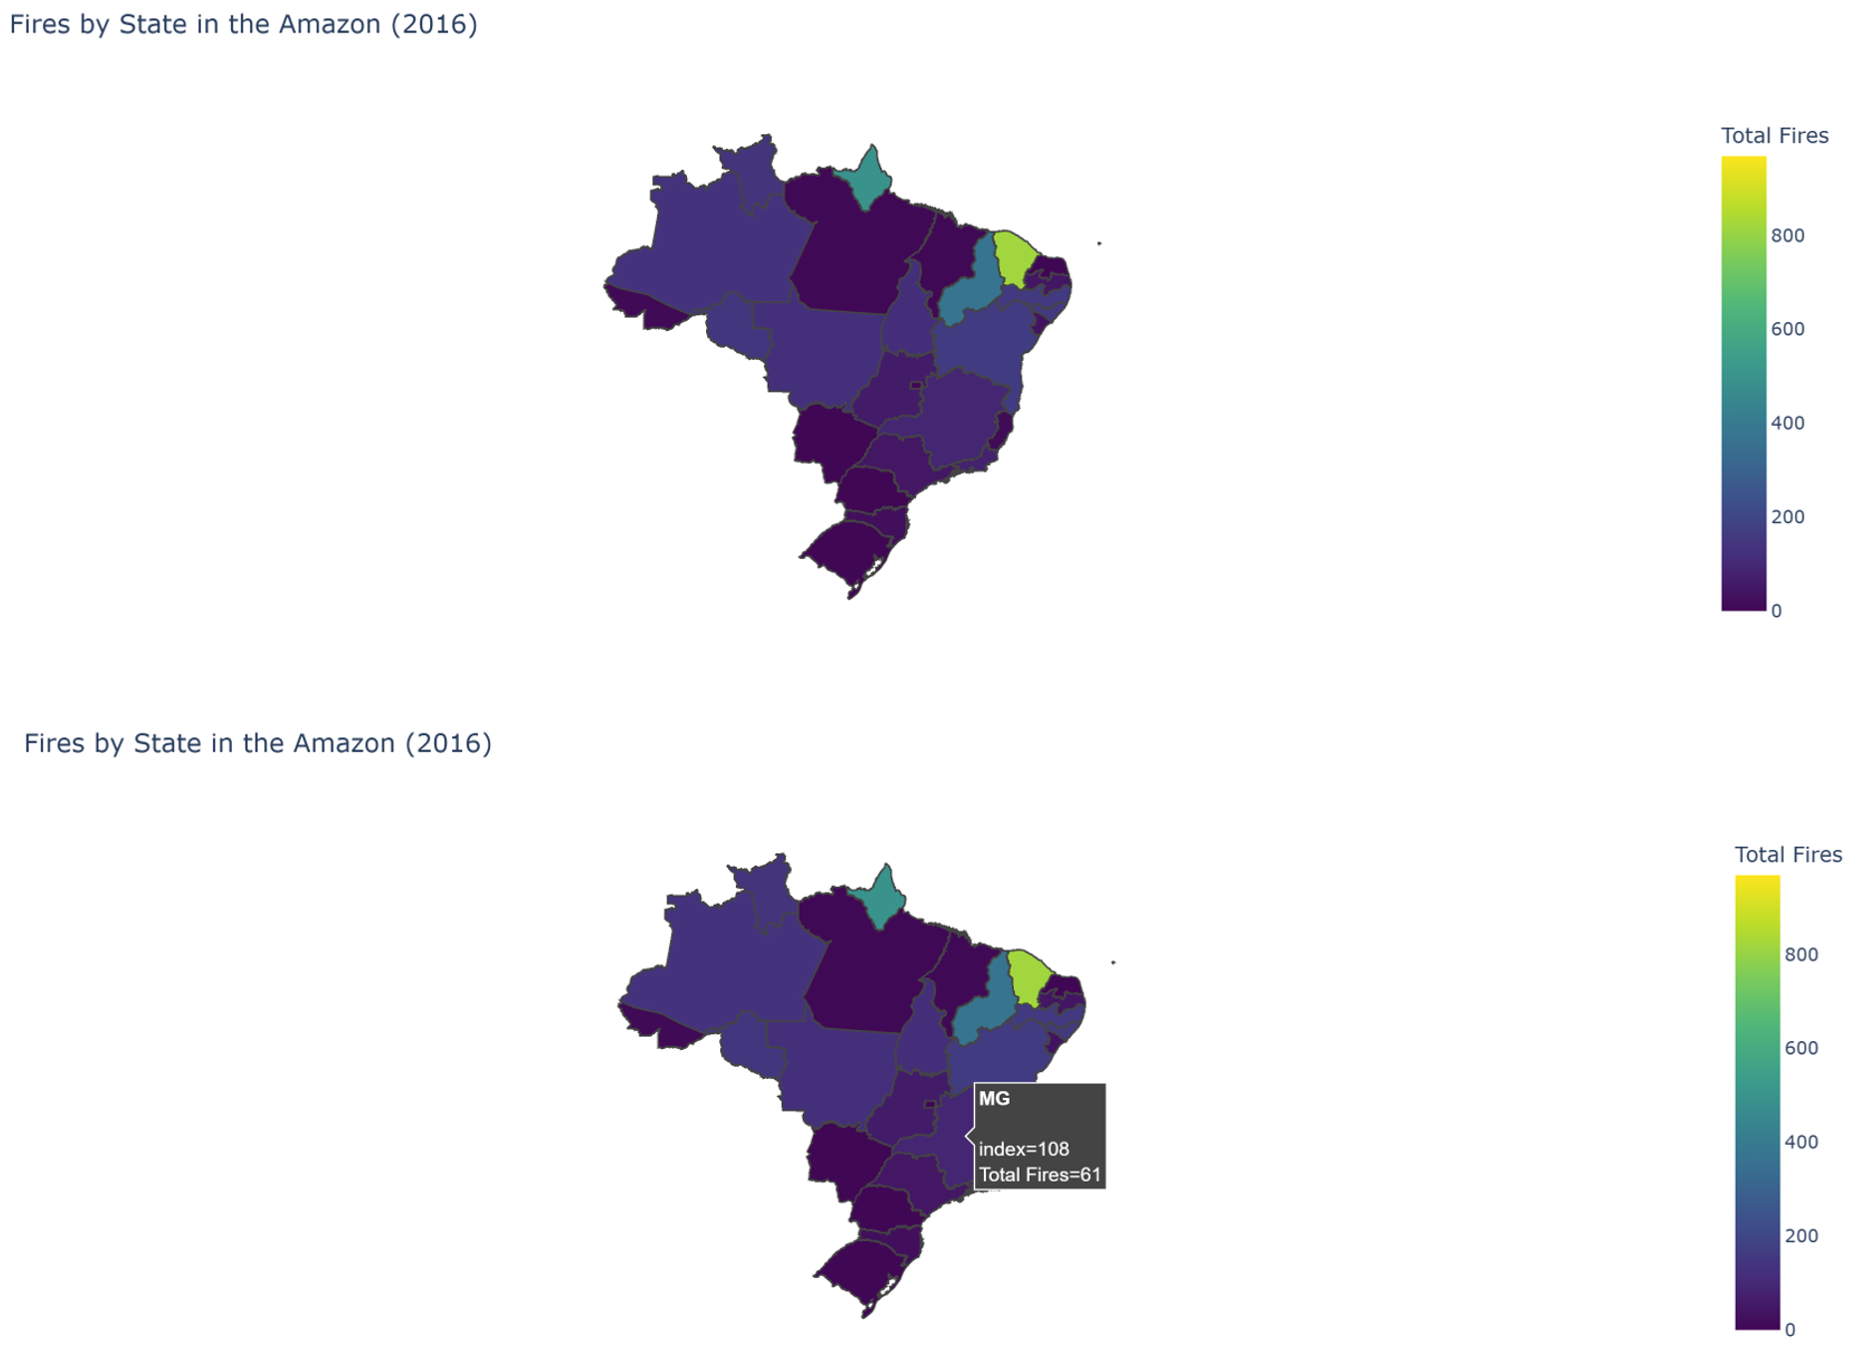 Fires by State in the Amazon (2016)
Total Fires
800
600
400
200
0
Fires by State in the Amazon (2016)
Total Fires
800
600
400
200
0
MG
index=108
Total Fires=61